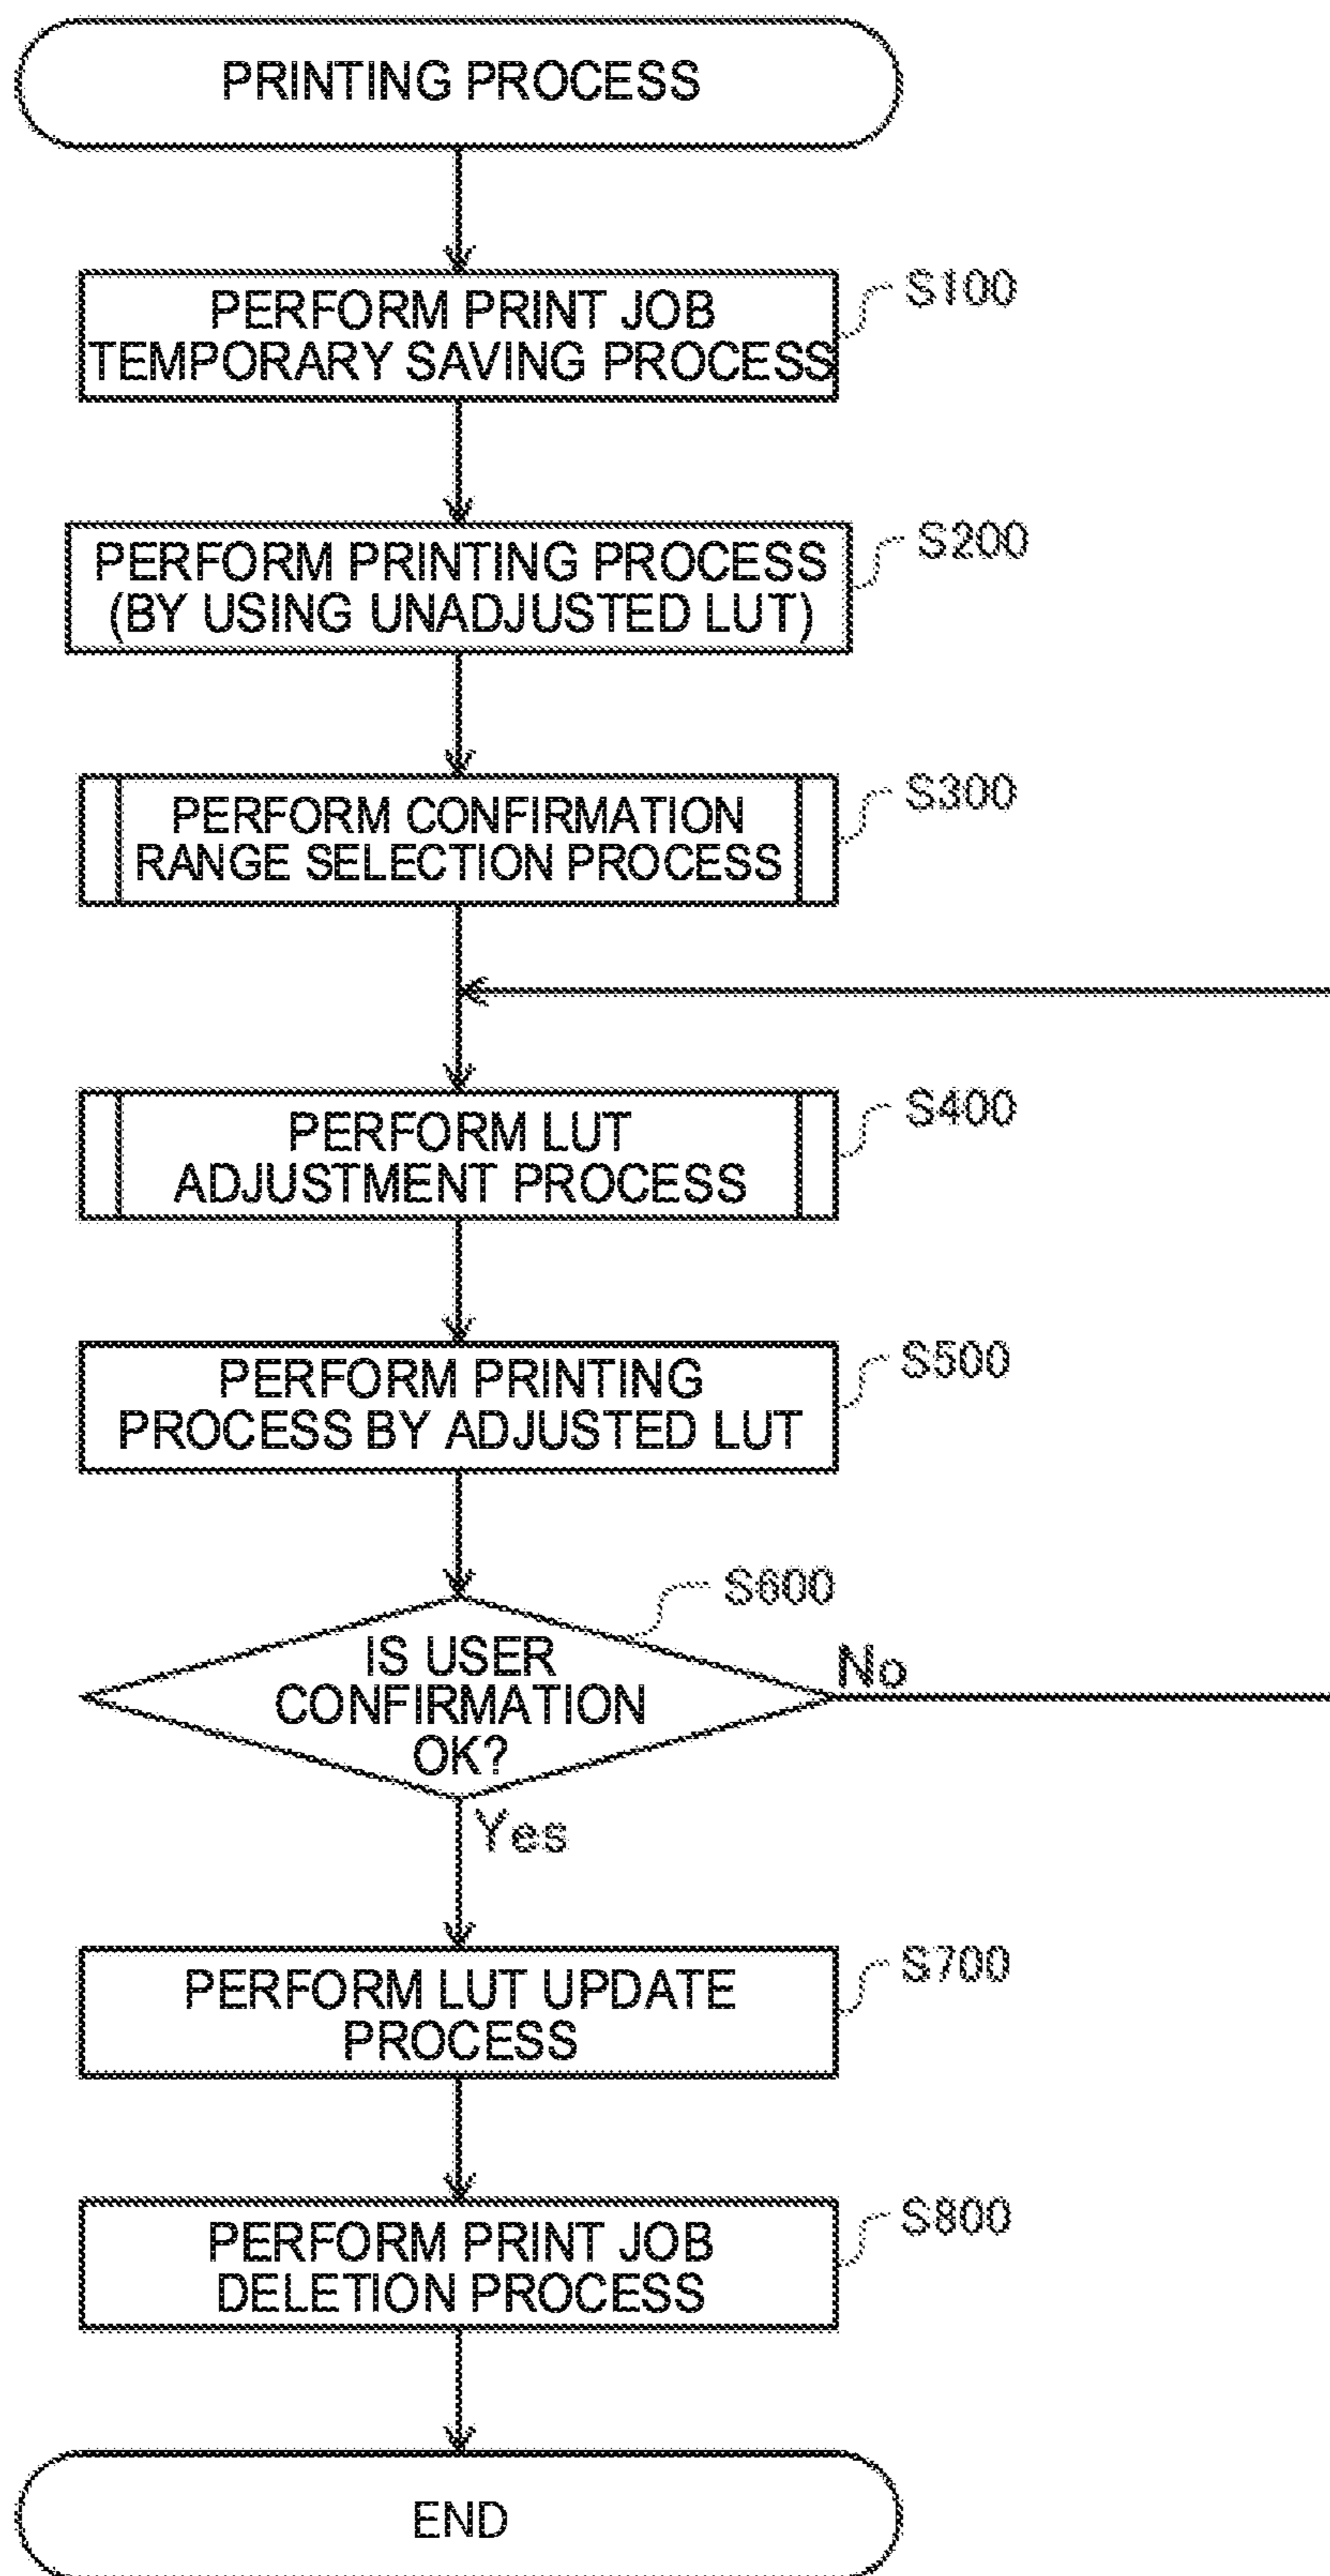 PRINTING PROCESS
PERFORM PRINT JOB
TEMPORARY SAVING PROCESS
S100
PERFORM PRINTING PROCESS
(BY USING UNADJUSTED LUT)
S200
PERFORM CONFIRMATION
RANGE SELECTION PROCESS
S300
PERFORM LUT
ADJUSTMENT PROCESS
S400
PERFORM PRINTING
PROCESS BY ADJUSTED LUT
S500
IS USER
CONFIRMATION
OK?
S600
No
Yes
PERFORM LUT UPDATE
PROCESS
S700
PERFORM PRINT JOB
DELETION PROCESS
S800
END